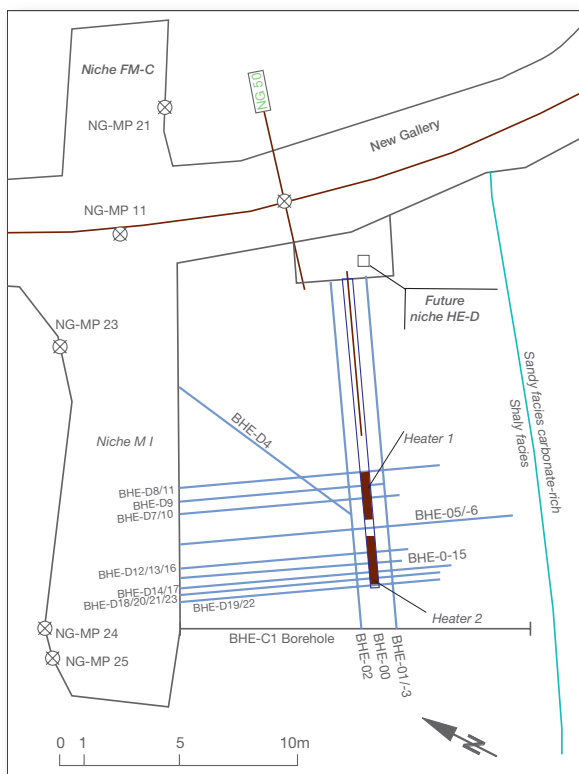 Niche FM-C
NG-MP 21
NG 50
New Gallery
NG-MP 11
Future
niche HE-D
NG-MP 23
Sandy facies carbonate-rich
Shaly facies
Niche M I
BHE-D4
Heater 1
BHE-D8/11
BHE-D9
BHE-D7/10
BHE-05/-6
BHE-0-15
BHE-D12/13/16
BHE-D14/17
BHE-D18/20/21/23
BHE-D19/22
Heater 2
NG-MP 24
BHE-C1 Borehole
NG-MP 25
BHE-02
BHE-00
BHE-01/-3
N
0 1 5 10m